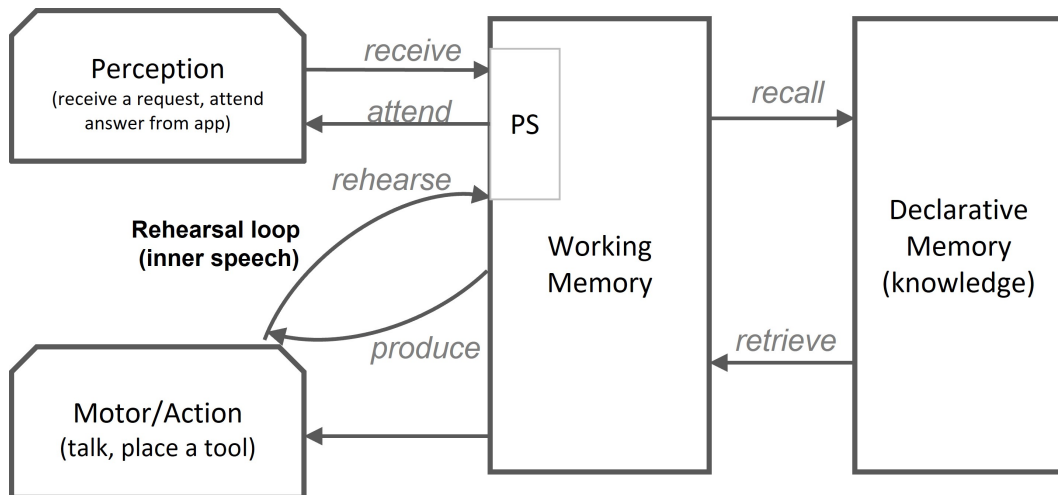 Perception
(receive a request, attend
answer from app)
receive
attend
PS
recall
rehearse
Rehearsal loop
(inner speech)
Working
Memory
Declarative
Memory
(knowledge)
produce
retrieve
Motor/Action
(talk, place a tool)